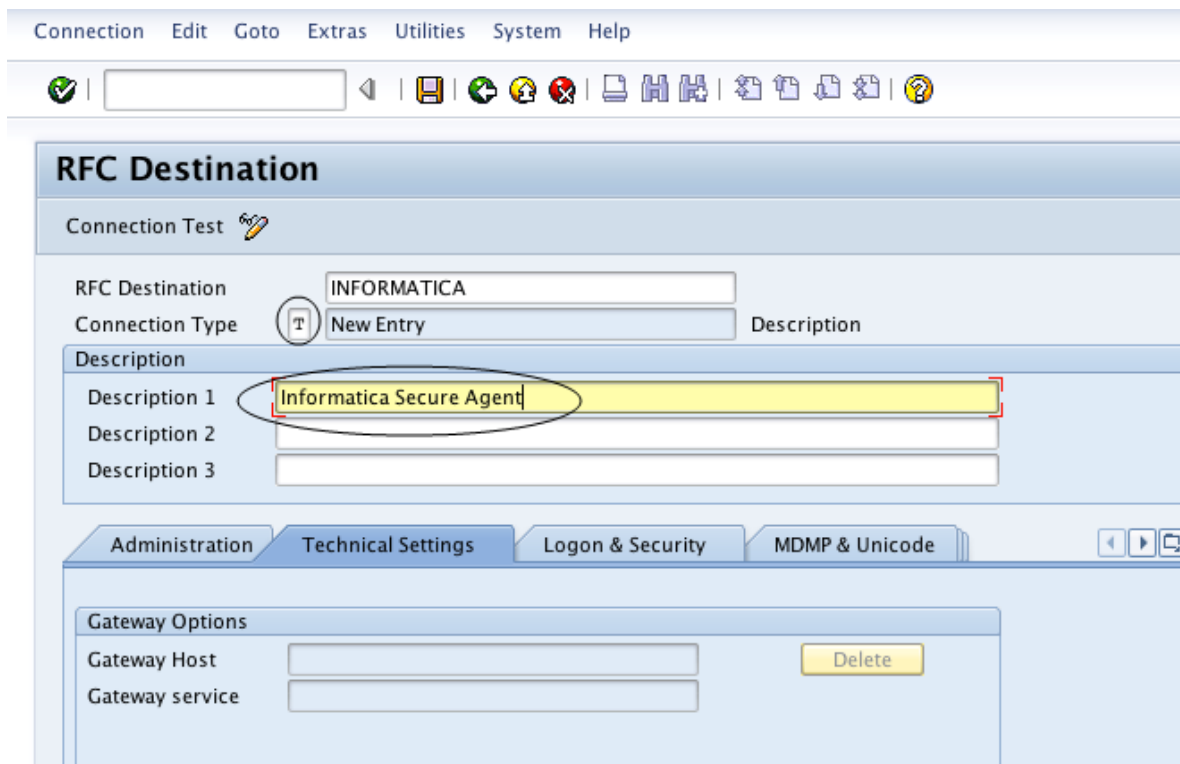 Connection Edit Goto Extras Utilities System Help
RFC Destination
Connection Test
RFC Destination INFORMATICA
Connection Type T New Entry Description
Description
Description 1 Informatica Secure Agent
Description 2
Description 3
Administration Technical Settings Logon & Security MDMP & Unicode
Gateway Options
Gateway Host Delete
Gateway service